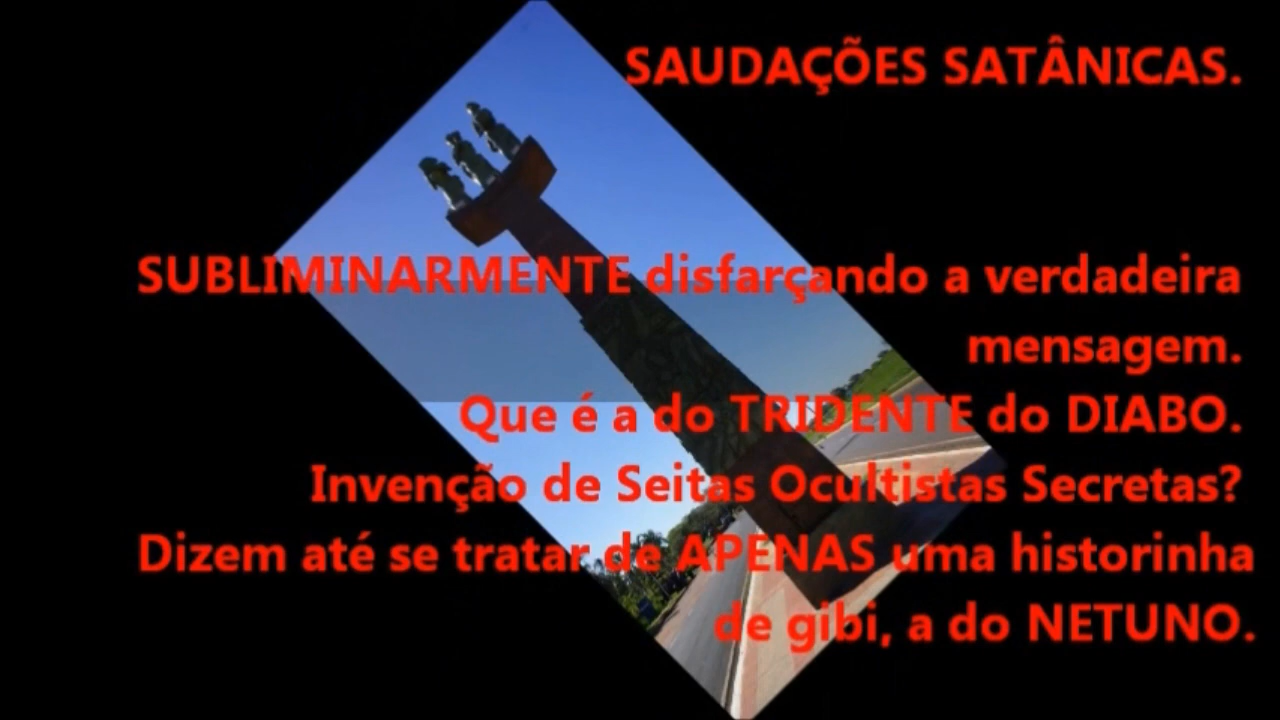 SAUDAÇÕES SATÂNICAS.
SUBLIMINARMENTE disfarçando a verdadeira
mensagem.
Que é a do TRIDENTE do DIABO.
Invenção de Seitas Ocultistas Secretas?
Dizem até se tratar de APENAS uma historinha
de gibi, a do NETUNO.